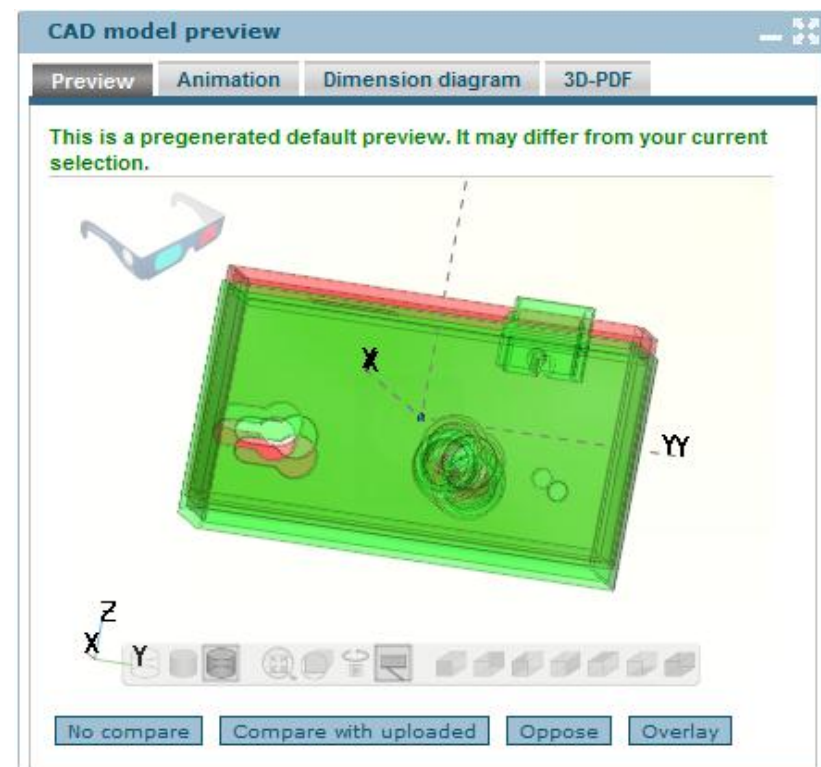 CAD model preview
Preview Animation Dimension diagram 3D-PDF
This is a pregenerated default preview. It may differ from your current
selection.
X
YY
Z
X Y
No compare Compare with uploaded Oppose Overlay